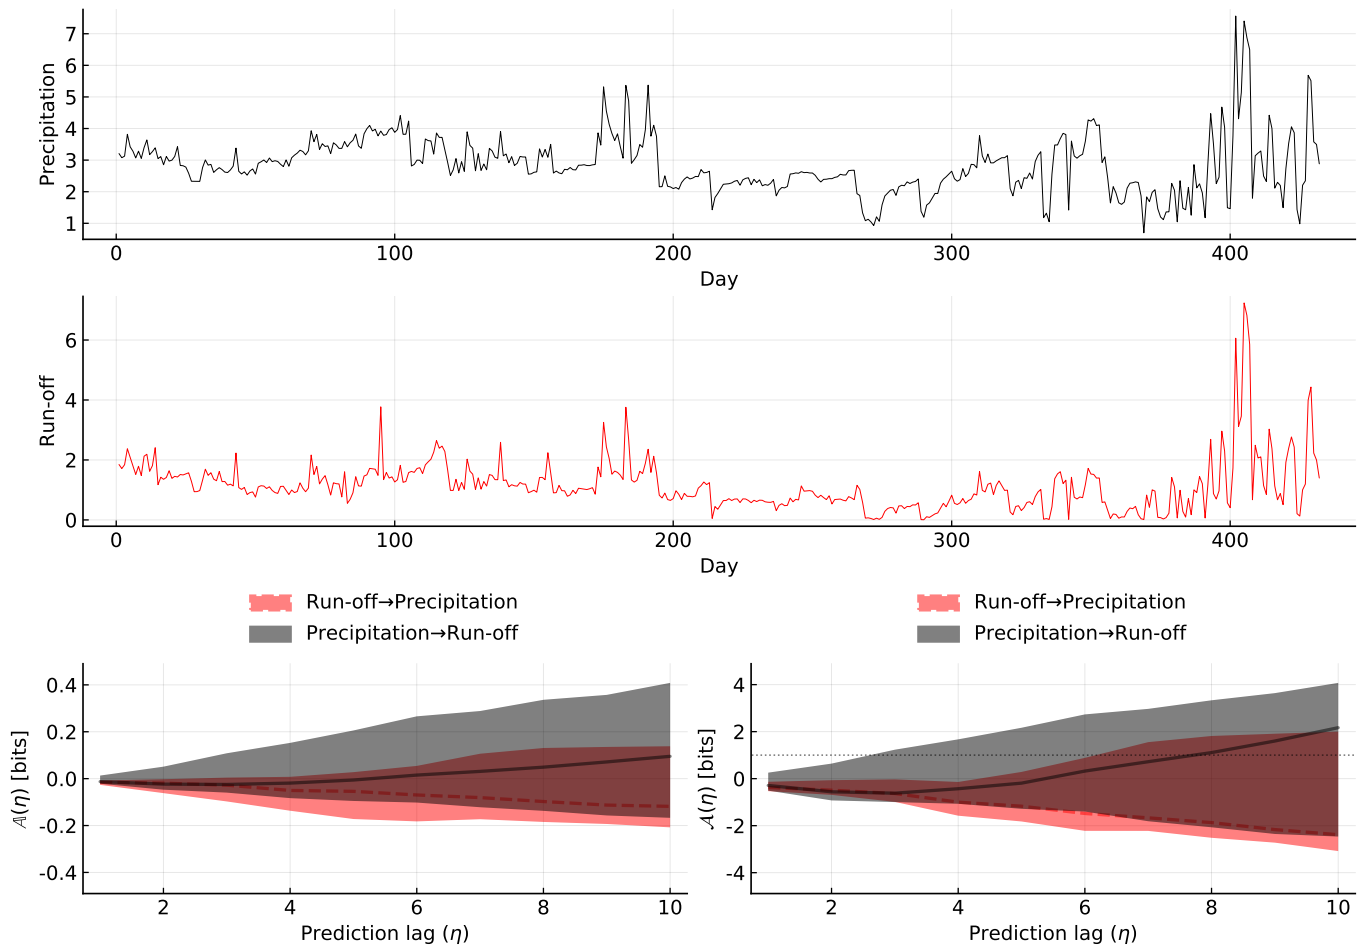 7
6
5
4
3
2
1
Precipitation
0 100 200 300 400
Day
6
4
2
0
Run-off
0 100 200 300 400
Day
Run-off→Precipitation
Precipitation→Run-off
0.4
0.2
0.0
-0.2
-0.4
𝔸(η) [bits]
2 4 6 8 10
Prediction lag (η)
Run-off→Precipitation
Precipitation→Run-off
4
2
0
-2
-4
𝒜(η) [bits]
2 4 6 8 10
Prediction lag (η)